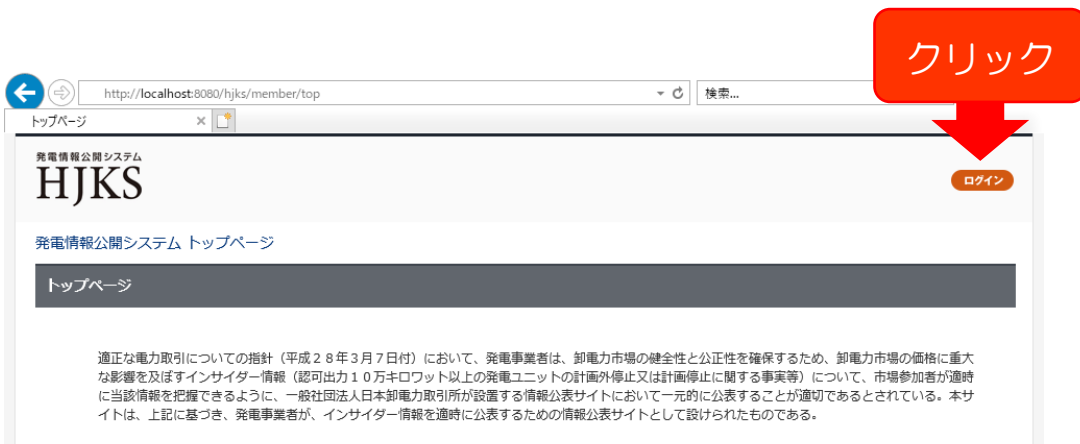 クリック
http://localhost:8080/hjks/member/top
検索...
トップページ
発電情報公開システム
HJKS
ログイン
発電情報公開システム トップページ
トップページ
適正な電力取引についての指針（平成２８年３月７日付）において、発電事業者は、卸電力市場の健全性と公正性を確保するため、卸電力市場の価格に重大
な影響を及ぼすインサイダー情報（認可出力１０万キロワット以上の発電ユニットの計画外停止又は計画停止に関する事実等）について、市場参加者が適時
に当該情報を把握できるように、一般社団法人日本卸電力取引所が設置する情報公表サイトにおいて一元的に公表することが適切であるとされている。本サ
イトは、上記に基づき、発電事業者が、インサイダー情報を適時に公表するための情報公表サイトとして設けられたものである。